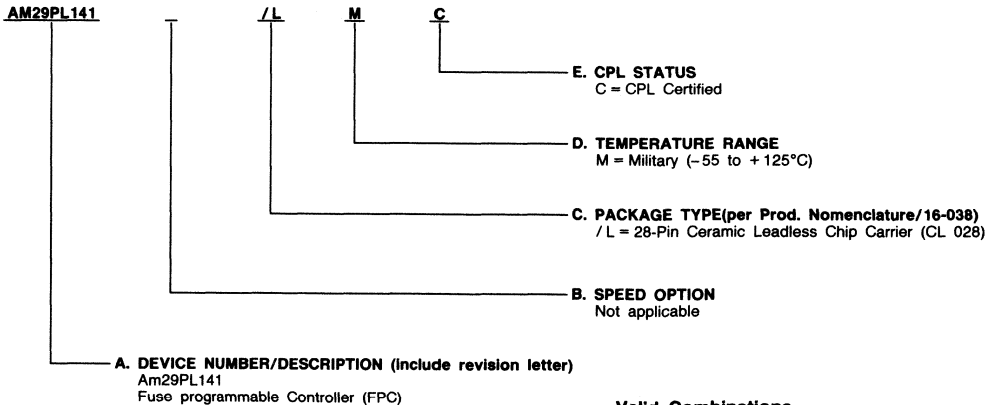 AM29PL141 - /L M C
E. CPL STATUS
C = CPL Certified
D. TEMPERATURE RANGE
M = Military (–55 to +125°C)
C. PACKAGE TYPE(per Prod. Nomenclature/16-038)
/L = 28-Pin Ceramic Leadless Chip Carrier (CL 028)
B. SPEED OPTION
Not applicable
A. DEVICE NUMBER/DESCRIPTION (include revision letter)
Am29PL141
Fuse programmable Controller (FPC)
Valid Combinations